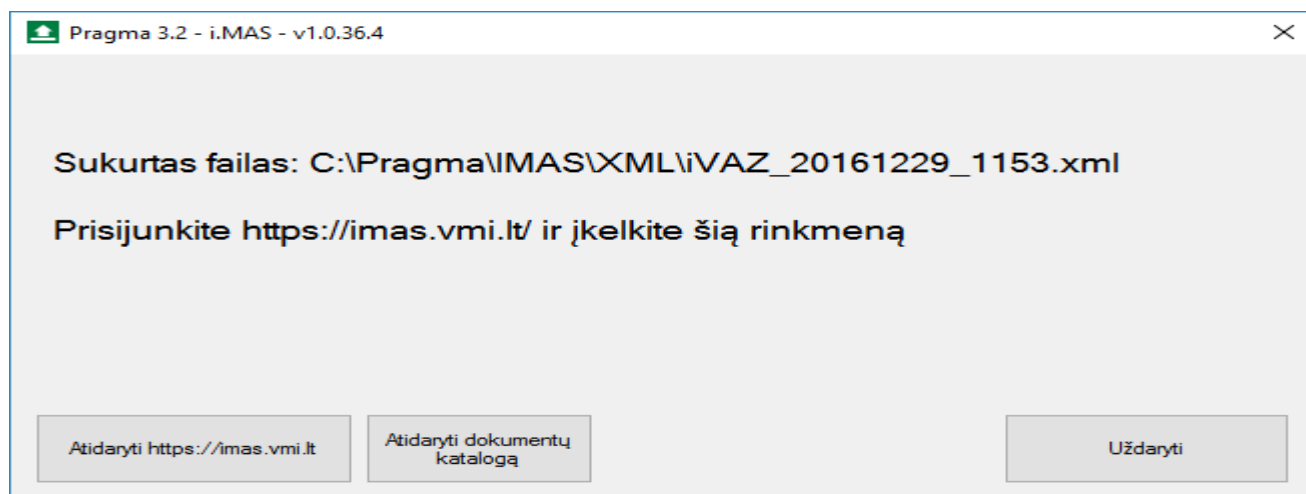 Pragma 3.2 - i.MAS - v1.0.36.4
Sukurtas failas: C:\Pragma\IMAS\XML\iVAZ_20161229_1153.xml
Prisijunkite https://imas.vmi.lt/ ir įkelkite šią rinkmeną
Atidaryti https://imas.vmi.lt
Atidaryti dokumentų
katalogą
Uždaryti